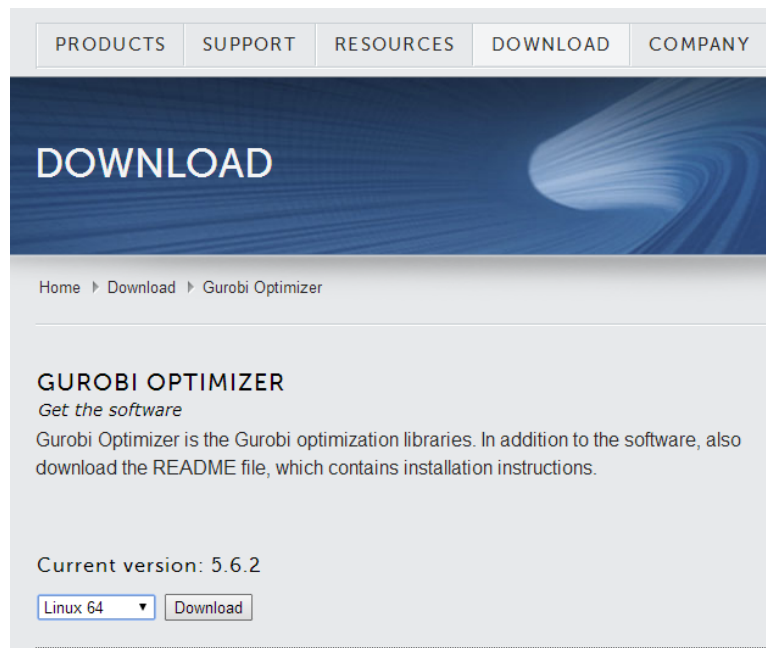 PRODUCTS SUPPORT RESOURCES DOWNLOAD COMPANY
DOWNLOAD
Home Download Gurobi Optimizer
GUROBI OPTIMIZER
Get the software
Gurobi Optimizer is the Gurobi optimization libraries. In addition to the software, also
download the README file, which contains installation instructions.
Current version: 5.6.2
Linux 64 Download